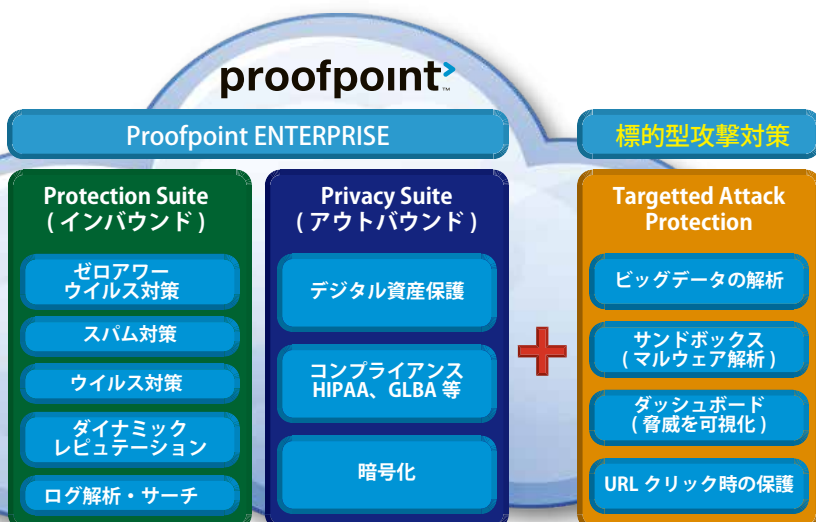 proofpoint™
Proofpoint ENTERPRISE
標的型攻撃対策
Protection Suite
( インバウンド )
ゼロアワー
ウイルス対策
スパム対策
ウイルス対策
ダイナミック
レピュテーション
ログ解析・サーチ
Privacy Suite
( アウトバウンド )
デジタル資産保護
コンプライアンス
HIPAA、GLBA 等
暗号化
Targetted Attack
Protection
ビッグデータの解析
サンドボックス
( マルウェア解析 )
ダッシュボード
( 脅威を可視化 )
URL クリック時の保護